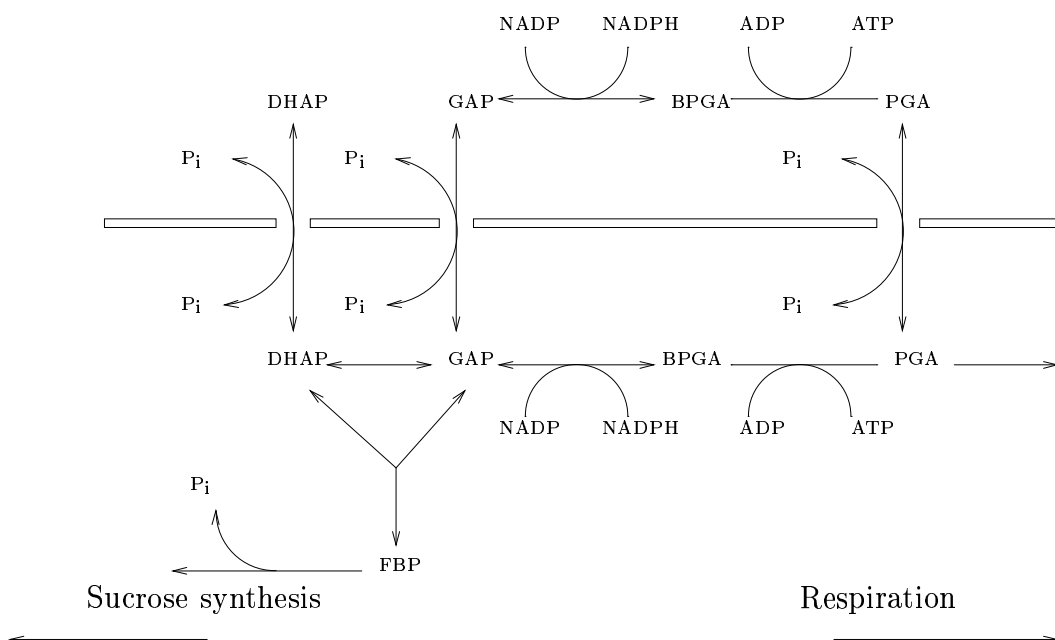 NADP NADPH ADP ATP
DHAP GAP BPGA PGA
Pi Pi Pi
Pi Pi Pi
DHAP GAP BPGA PGA
NADP NADPH ADP ATP
Pi
FBP
Sucrose synthesis Respiration